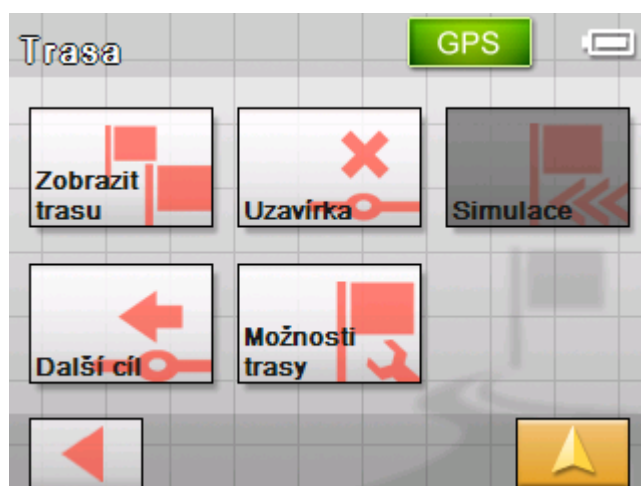 Trasa
GPS
Zobrazit
trasu
Uzavírka
Simulace
Další cíl
Možnosti
trasy